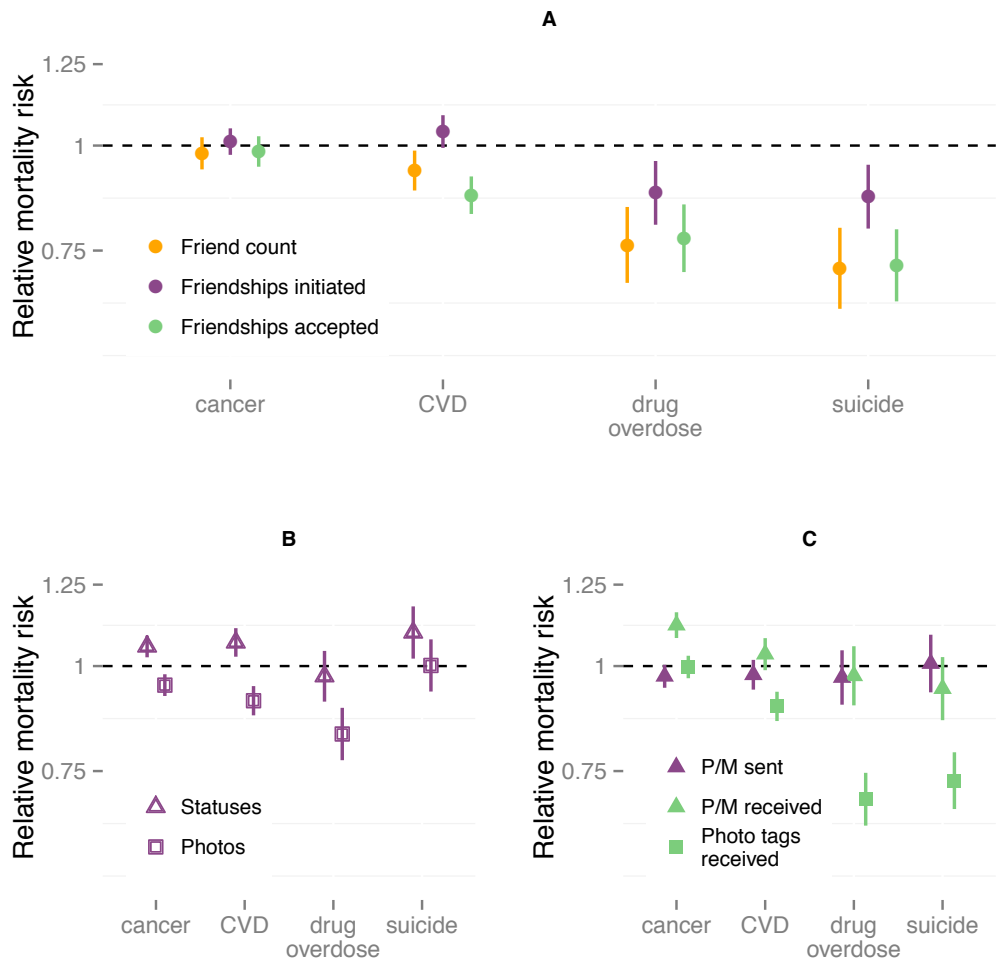 A
Relative mortality risk
1.25
1
0.75
Friend count
Friendships initiated
Friendships accepted
cancer
CVD
drug
overdose
suicide
B
Relative mortality risk
1.25
1
0.75
Statuses
Photos
cancer
CVD
drug
overdose
suicide
C
Relative mortality risk
1.25
1
0.75
P/M sent
P/M received
Photo tags
received
cancer
CVD
drug
overdose
suicide